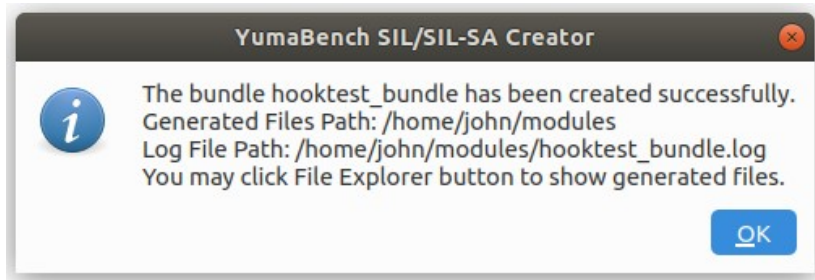 YumaBench SIL/SIL-SA Creator
The bundle hooktest_bundle has been created successfully.
Generated Files Path: /home/john/modules
Log File Path: /home/john/modules/hooktest_bundle.log
You may click File Explorer button to show generated files.
OK